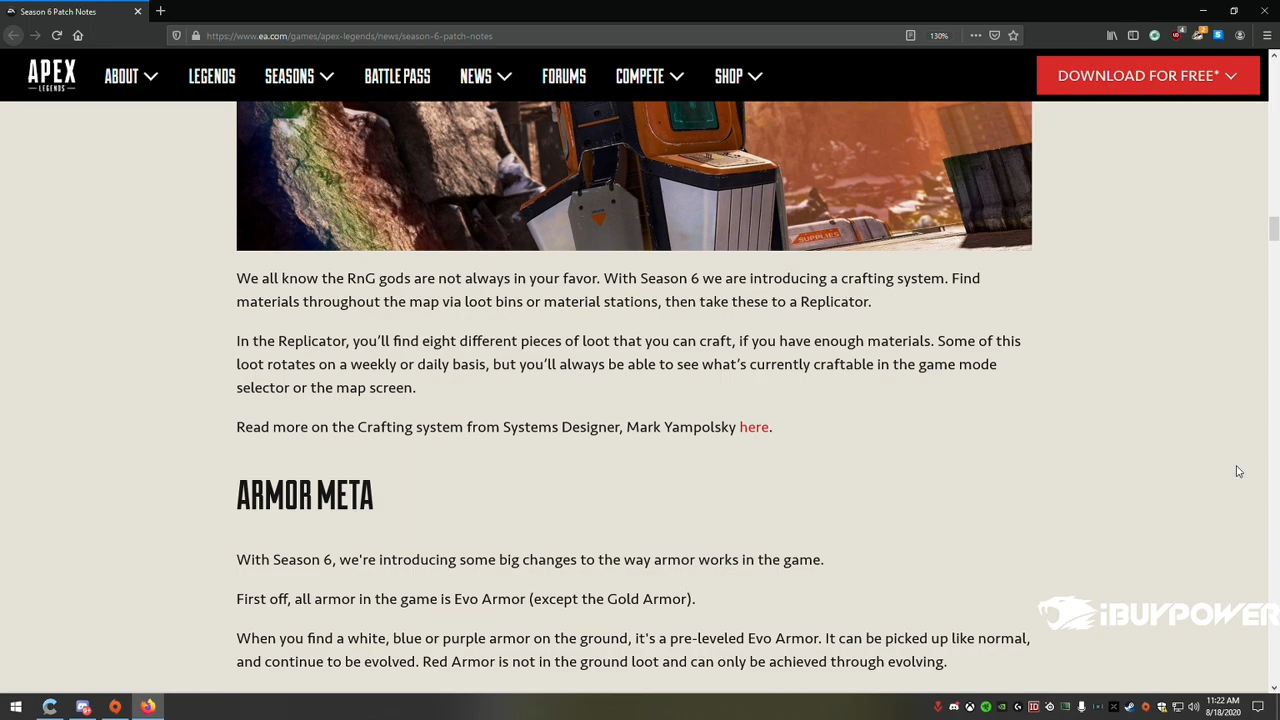 Season 6 Patch Notes
https://www.ea.com/games/apex-legends/news/season-6-patch-notes
130%
APEX
LEGENDS
ABOUT
LEGENDS
SEASONS
BATTLE PASS
NEWS
FORUMS
COMPETE
SHOP
DOWNLOAD FOR FREE*
SUPPLIES
We all know the RnG gods are not always in your favor. With Season 6 we are introducing a crafting system. Find
materials throughout the map via loot bins or material stations, then take these to a Replicator.
In the Replicator, you’ll find eight different pieces of loot that you can craft, if you have enough materials. Some of this
loot rotates on a weekly or daily basis, but you’ll always be able to see what’s currently craftable in the game mode
selector or the map screen.
Read more on the Crafting system from Systems Designer, Mark Yampolsky here.
ARMOR META
With Season 6, we're introducing some big changes to the way armor works in the game.
First off, all armor in the game is Evo Armor (except the Gold Armor).
iBUYPOWER
When you find a white, blue or purple armor on the ground, it's a pre-leveled Evo Armor. It can be picked up like normal,
and continue to be evolved. Red Armor is not in the ground loot and can only be achieved through evolving.
11:22 AM
8/18/2020